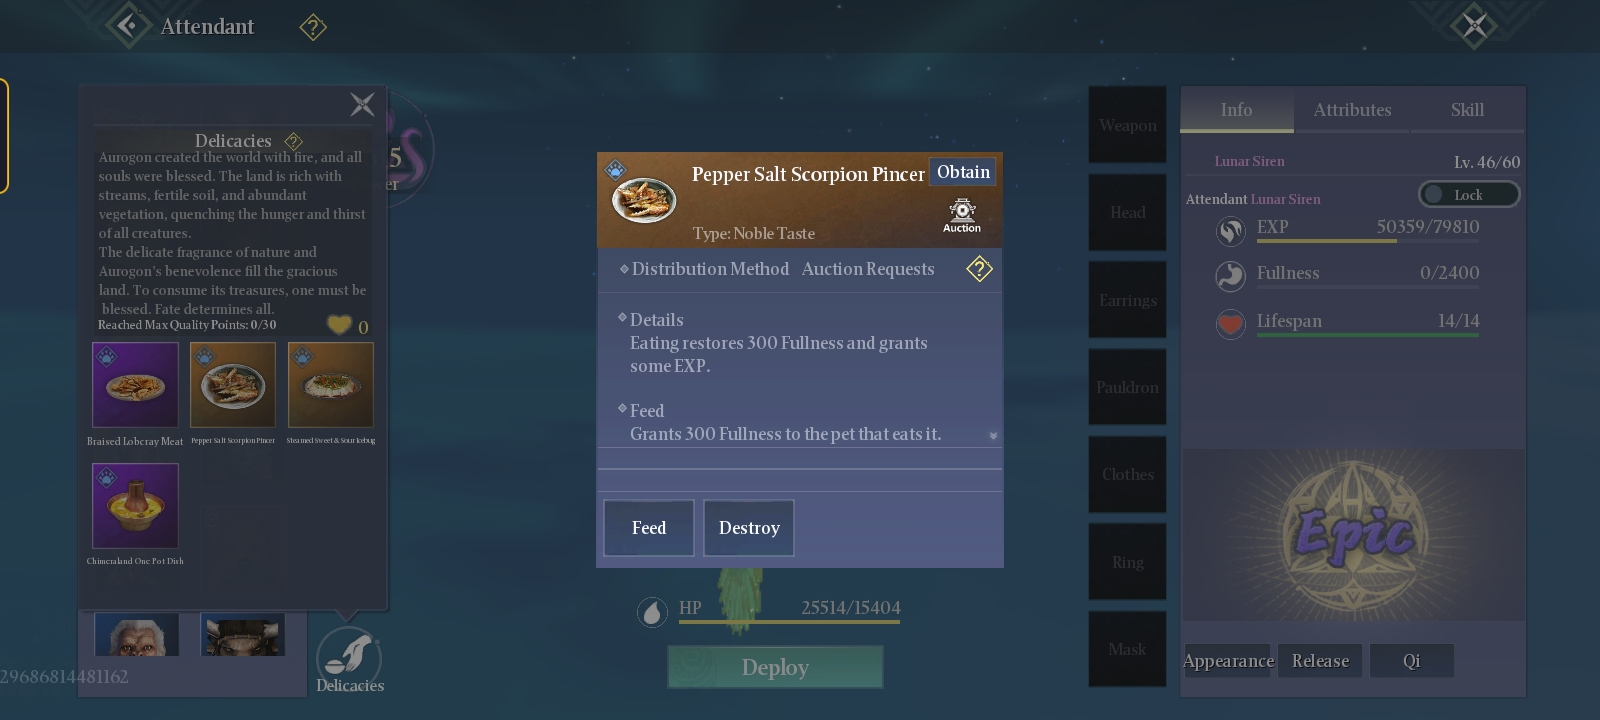 Attendant
Delicacies
Aurogon created the world with fire, and all
souls were blessed. The land is rich with
streams, fertile soil, and abundant
vegetation, quenching the hunger and thirst
of all creatures.
The delicate fragrance of nature and
Aurogon's benevolence fill the gracious
land. To consume its treasures, one must be
blessed. Fate determines all.
Reached Max Quality Points: 0/30
0
Braised Lobcray Meat
Pepper Salt Scorpion Pincer
Steamed Sweet & Sour Icebug
Chimeraland One Pot Dish
29686814481162
Delicacies
5
er
Pepper Salt Scorpion Pincer
Obtain
Type: Noble Taste
Auction
Distribution Method Auction Requests
Details
Eating restores 300 Fullness and grants
some EXP.
Feed
Grants 300 Fullness to the pet that eats it.
Feed
Destroy
HP
25514/15404
Deploy
Weapon
Head
Earrings
Pauldron
Clothes
Ring
Mask
Info
Attributes
Skill
Lunar Siren
Lv. 46/60
Attendant Lunar Siren
Lock
EXP
50359/79810
Fullness
0/2400
Lifespan
14/14
Epic
Appearance
Release
Qi